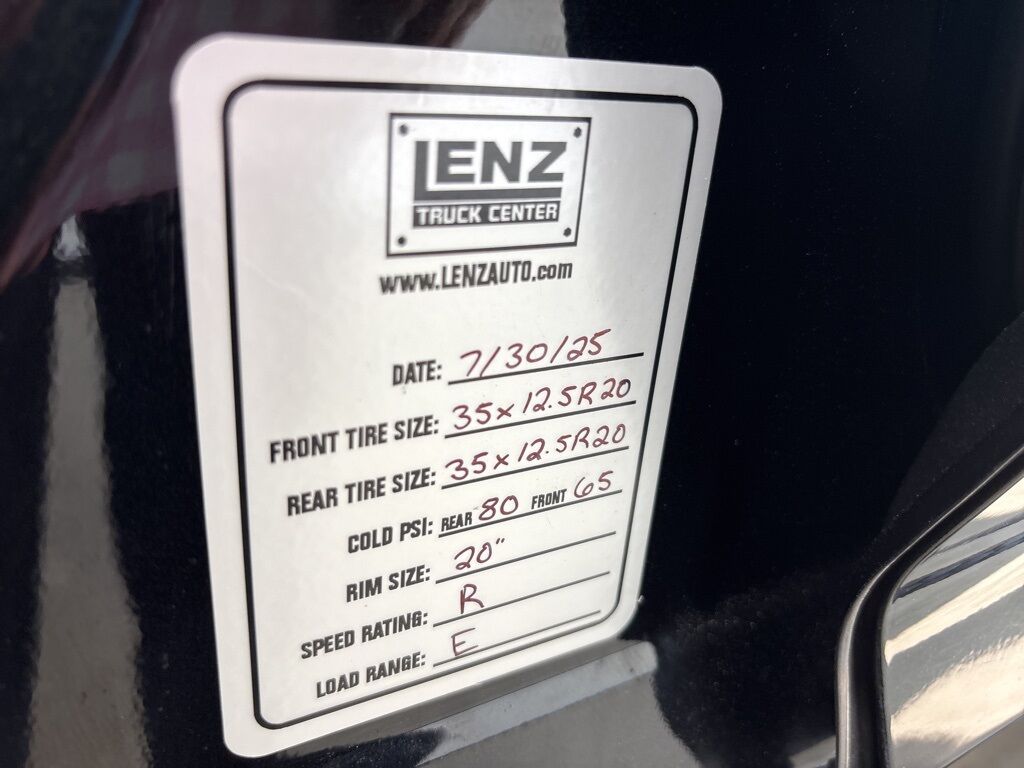 LENZ
TRUCK CENTER
www.LENZAUTO.com
DATE: 7/30/25
FRONT TIRE SIZE: 35x12.5R20
REAR TIRE SIZE: 35x12.5R20
COLD PSI: REAR 80 FRONT 65
RIM SIZE: 20"
SPEED RATING: R
LOAD RANGE: E